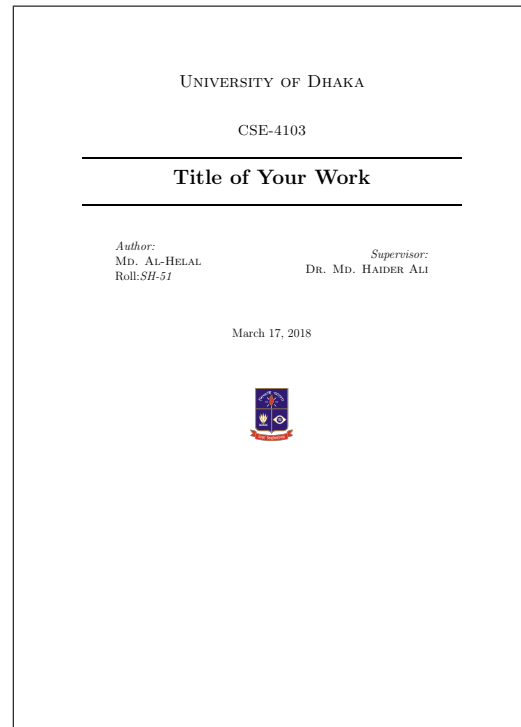 University of Dhaka
CSE-4103
Title of Your Work
Author:
Md. Al-Helal
Roll:SH-51
Supervisor:
Dr. Md. Haider Ali
March 17, 2018